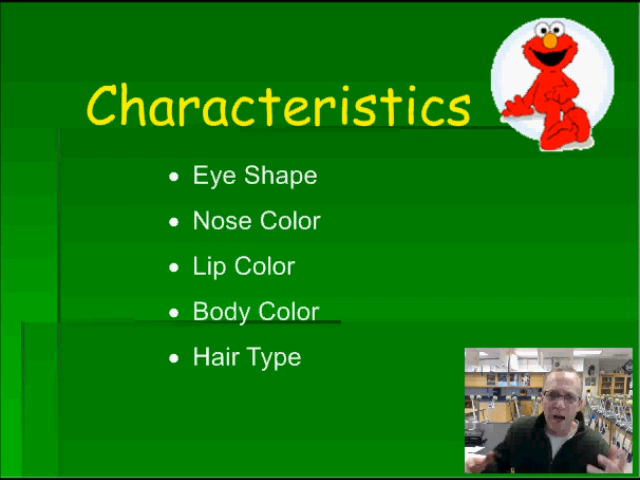 Characteristics
• Eye Shape
• Nose Color
• Lip Color
• Body Color
• Hair Type